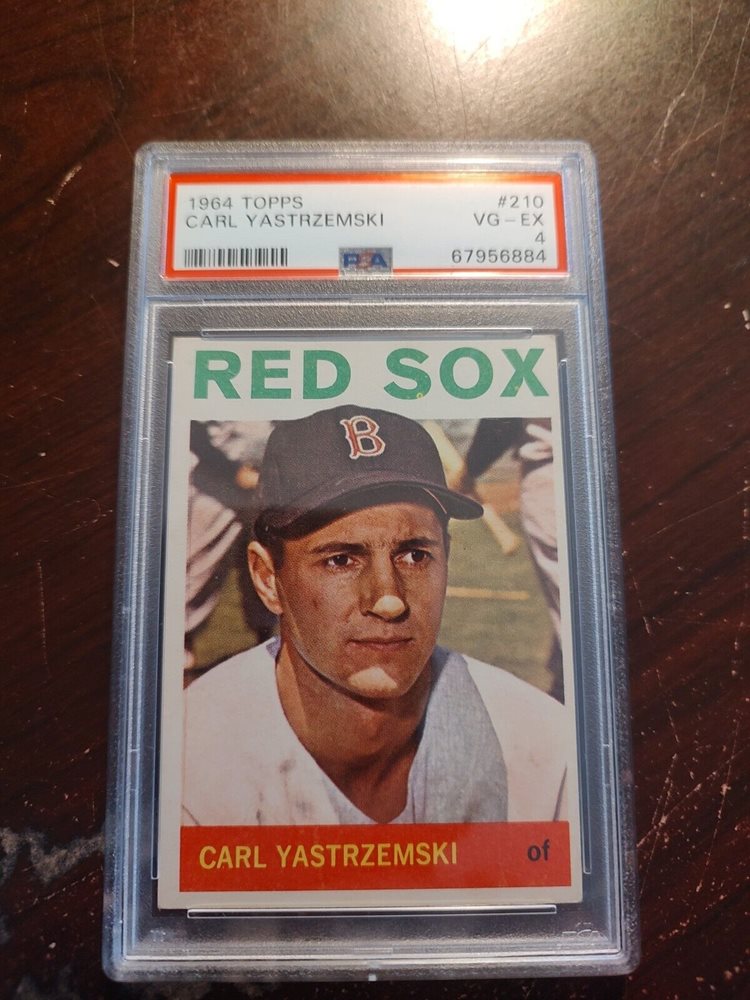 1964 TOPPS #210
CARL YASTRZEMSKI VG-EX
4
PSA 67956884
RED SOX
B
CARL YASTRZEMSKI of